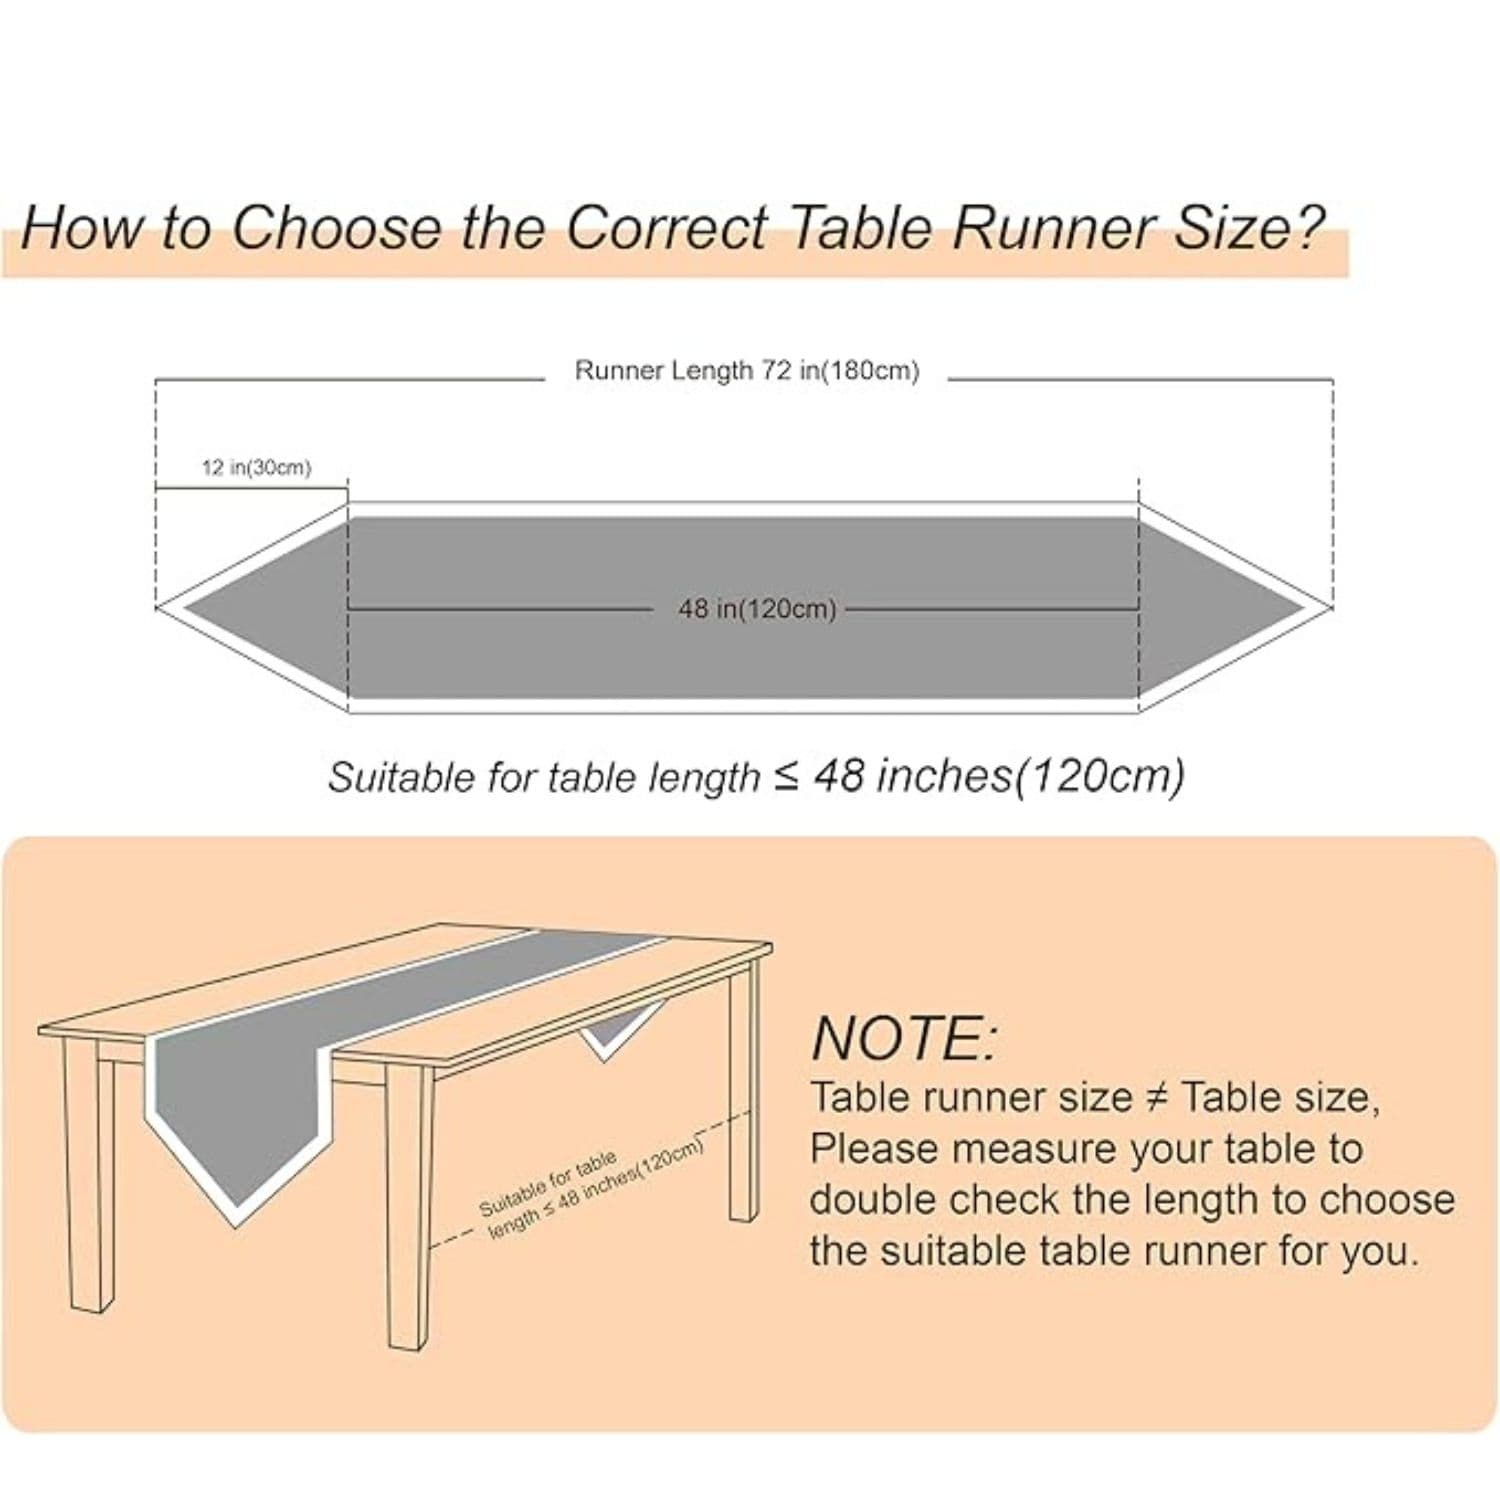 How to Choose the Correct Table Runner Size?
Runner Length 72 in(180cm)
12 in(30cm)
48 in(120cm)
Suitable for table length ≤ 48 inches(120cm)
Suitable for table
length ≤ 48 inches(120cm)
NOTE:
Table runner size ≠ Table size,
Please measure your table to
double check the length to choose
the suitable table runner for you.